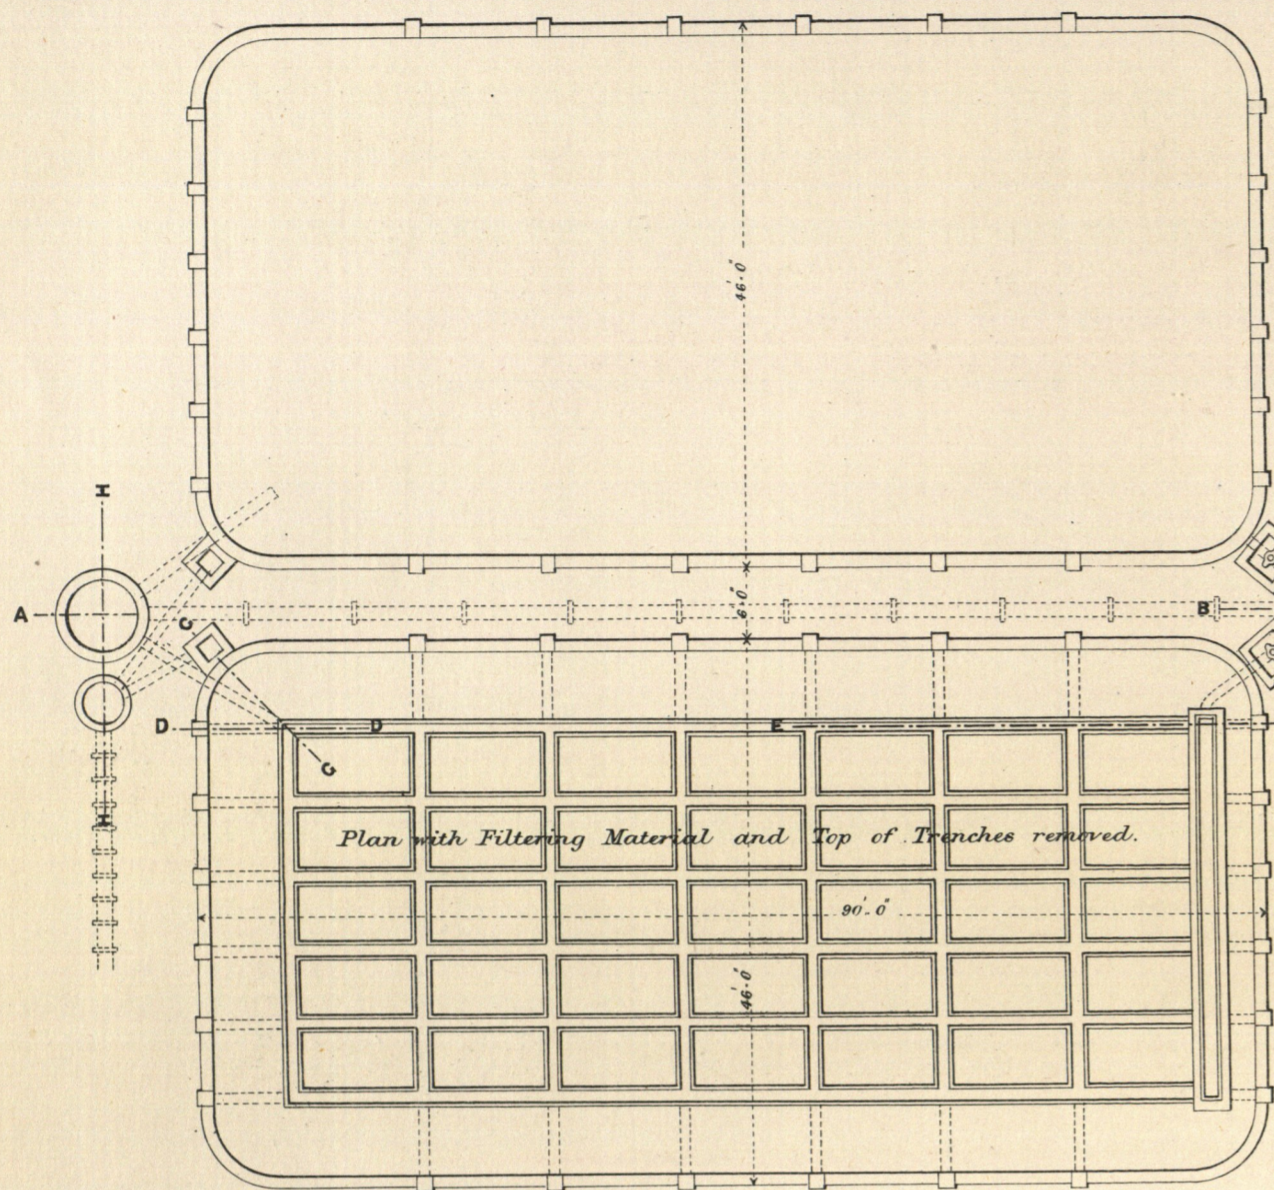 46'.0"
H
A
6'.0"
B
G
D
D
E
G
H
Plan with Filtering Material and Top of Trenches removed.
90'.0"
46'.0"